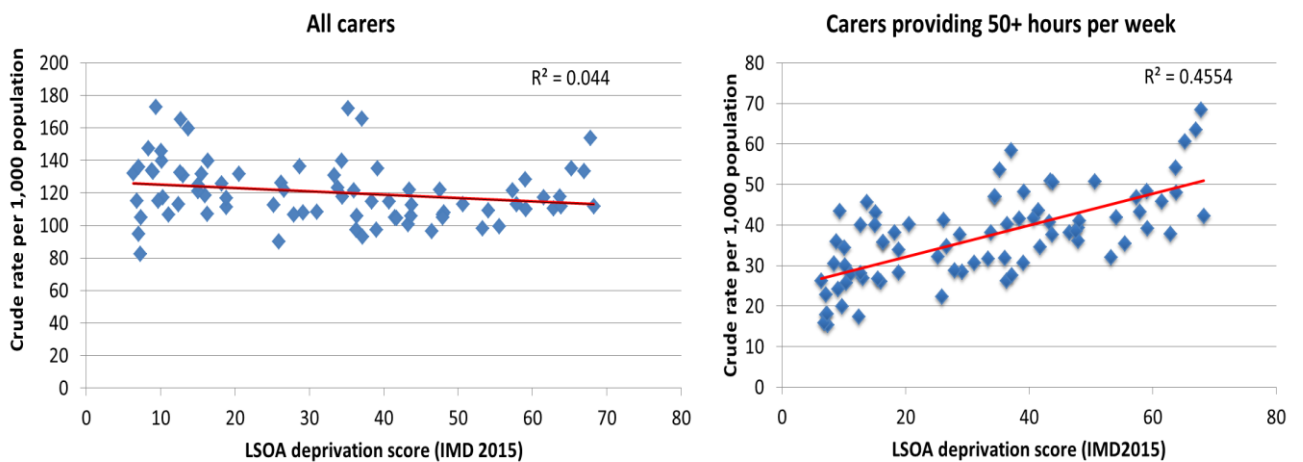 All carers
R² = 0.044
Crude rate per 1,000 population
200
180
160
140
120
100
80
60
40
20
0
0 10 20 30 40 50 60 70 80
LSOA deprivation score (IMD 2015)
Carers providing 50+ hours per week
R² = 0.4554
Crude rate per 1,000 population
80
70
60
50
40
30
20
10
0
0 20 40 60 80
LSOA deprivation score (IMD2015)